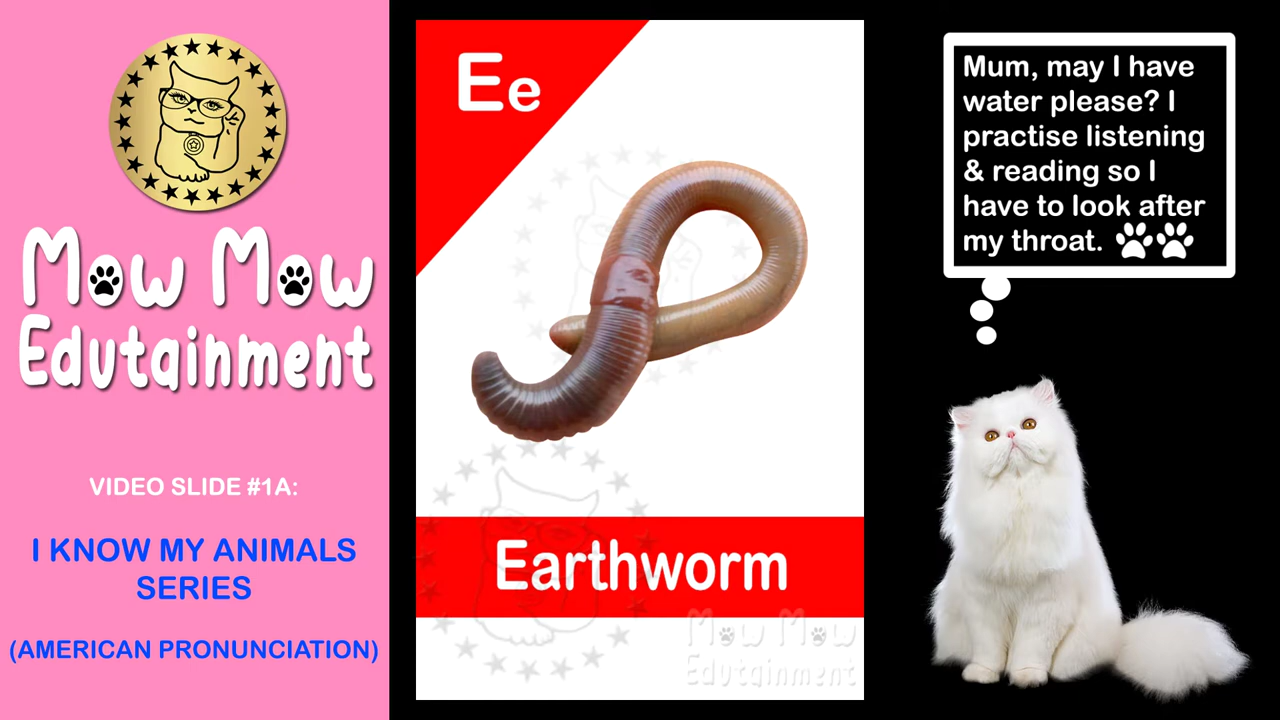 Mow Mow
Edutainment
VIDEO SLIDE #1A:
I KNOW MY ANIMALS
SERIES
(AMERICAN PRONUNCIATION)
Ee
Earthworm
Mow Mow
Edutainment
Mum, may I have
water please? I
practise listening
& reading so I
have to look after
my throat.